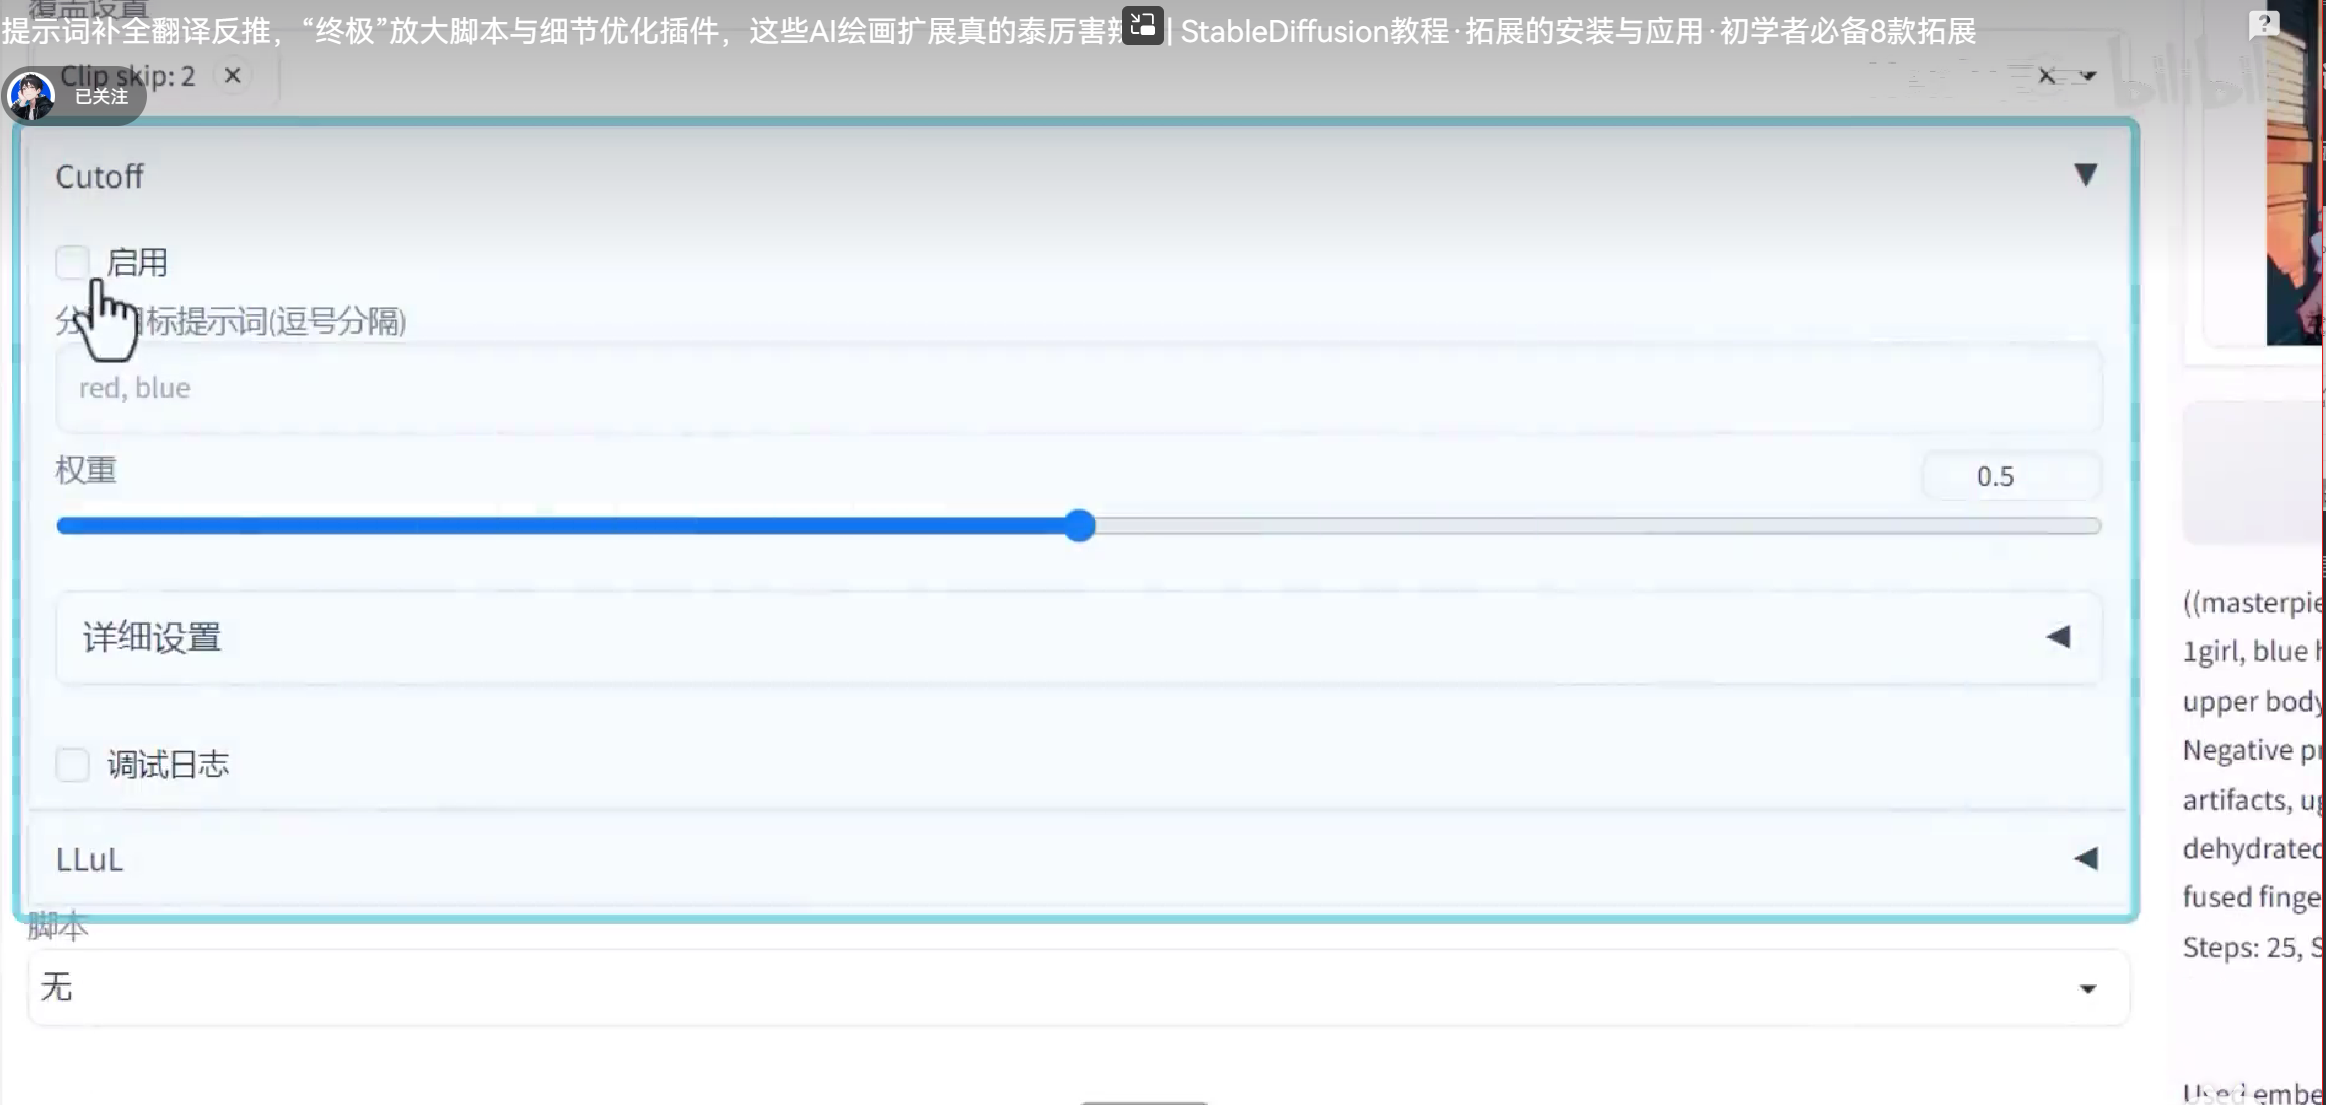 覆盖设置
提示词补全翻译反推，“终极”放大脚本与细节优化插件，这些AI绘画扩展真的泰厉害辣 | StableDiffusion教程·拓展的安装与应用·初学者必备8款拓展
Clip skip: 2
已关注
bilibili
Cutoff
启用
分 标提示词(逗号分隔)
red, blue
权重
0.5
详细设置
调试日志
LLuL
脚本
无
((masterpie
1girl, blue h
upper body
Negative pr
artifacts, ug
dehydrated
fused finge
Steps: 25, S
Used embe